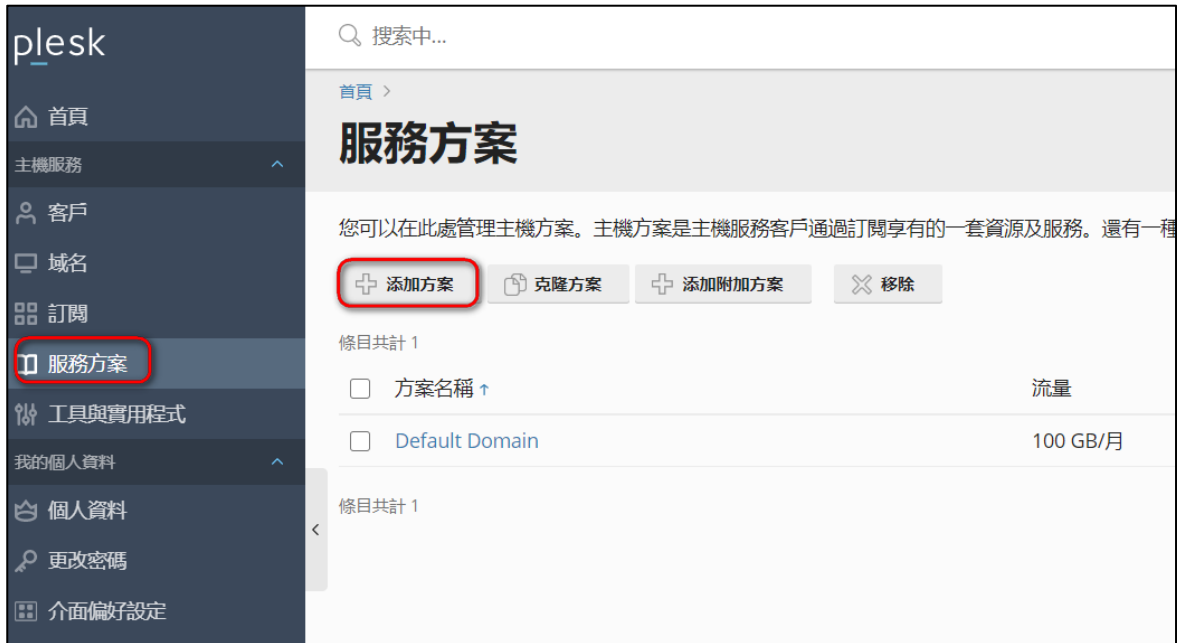 plesk
首頁
主機服務
客戶
域名
訂閱
服務方案
工具與實用程式
我的個人資料
個人資料
更改密碼
介面偏好設定
搜索中...
首頁 >
服務方案
您可以在此處管理主機方案。主機方案是主機服務客戶通過訂閱享有的一套資源及服務。還有一種
添加方案 克隆方案 添加附加方案 移除
條目共計 1
方案名稱 ↑ 流量
Default Domain 100 GB/月
條目共計 1